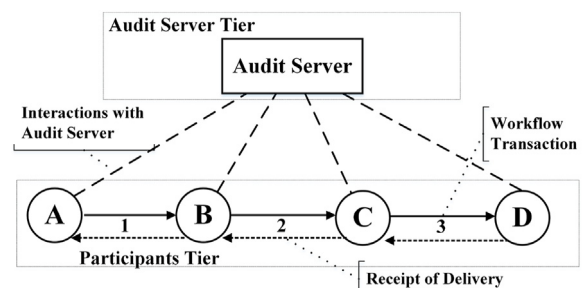 Audit Server Tier
Audit Server
Interactions with
Audit Server
Workflow
Transaction
A
B
C
D
1
2
3
Participants Tier
Receipt of Delivery